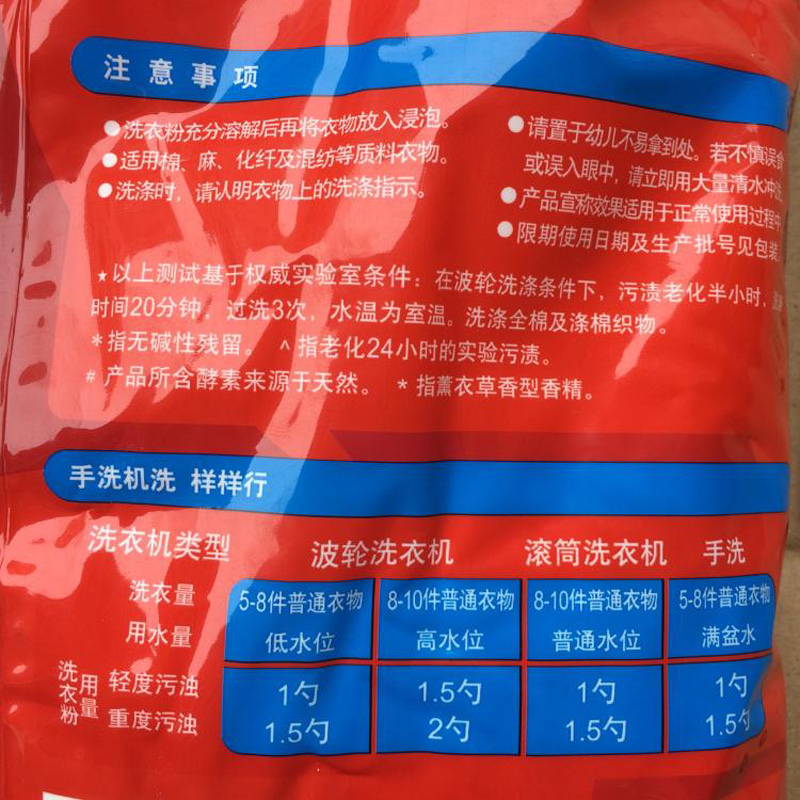 注意事项
●洗衣粉充分溶解后再将衣物放入浸泡。
●适用棉、麻、化纤及混纺等质料衣物。
●洗涤时，请认明衣物上的洗涤指示。
●请置于幼儿不易拿到处。若不慎误食
或误入眼中，请立即用大量清水冲洗
●产品宣称效果适用于正常使用过程中
●限期使用日期及生产批号见包装。
★以上测试基于权威实验室条件：在波轮洗涤条件下，污渍老化半小时，
时间20分钟，过洗3次，水温为室温。洗涤全棉及涤棉织物。
*指无碱性残留。 ^指老化24小时的实验污渍。
#产品所含酵素来源于天然。 *指薰衣草香型香精。
手洗机洗 样样行
洗衣机类型 波轮洗衣机 滚筒洗衣机 手洗
洗衣量 5-8件普通衣物 8-10件普通衣物 8-10件普通衣物 5-8件普通衣物
用水量 低水位 高水位 普通水位 满盆水
洗衣粉用量 轻度污浊 1勺 1.5勺 1勺 1勺
重度污浊 1.5勺 2勺 1.5勺 1.5勺